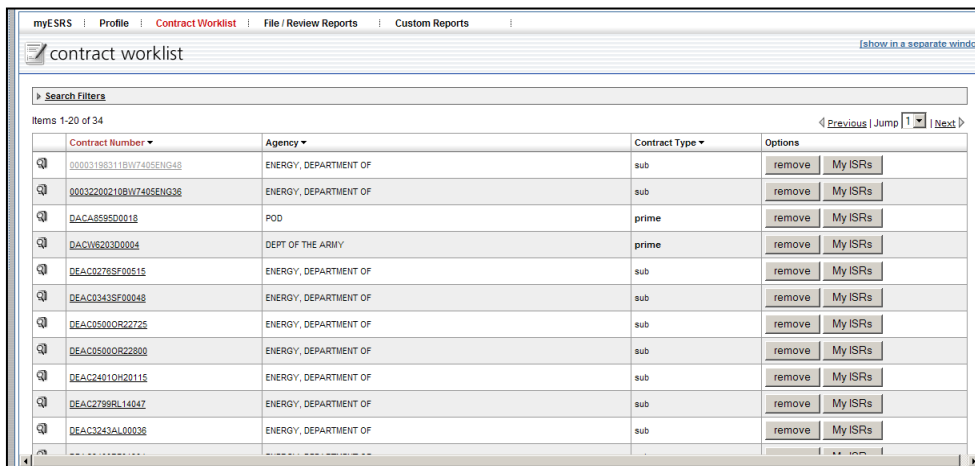 myESRS Profile Contract Worklist File / Review Reports Custom Reports
contract worklist
[show in a separate windo
Search Filters
Items 1-20 of 34
Previous | Jump 1 | Next
Contract Number Agency Contract Type Options
00003198311BW7405ENG48 ENERGY, DEPARTMENT OF sub remove My ISRs
00032200210BW7405ENG36 ENERGY, DEPARTMENT OF sub remove My ISRs
DACA8595D0018 POD prime remove My ISRs
DACW6203D0004 DEPT OF THE ARMY prime remove My ISRs
DEAC0276SF00515 ENERGY, DEPARTMENT OF sub remove My ISRs
DEAC0343SF00048 ENERGY, DEPARTMENT OF sub remove My ISRs
DEAC0500OR22725 ENERGY, DEPARTMENT OF sub remove My ISRs
DEAC0500OR22800 ENERGY, DEPARTMENT OF sub remove My ISRs
DEAC2401OH20115 ENERGY, DEPARTMENT OF sub remove My ISRs
DEAC2799RL14047 ENERGY, DEPARTMENT OF sub remove My ISRs
DEAC3243AL00036 ENERGY, DEPARTMENT OF sub remove My ISRs